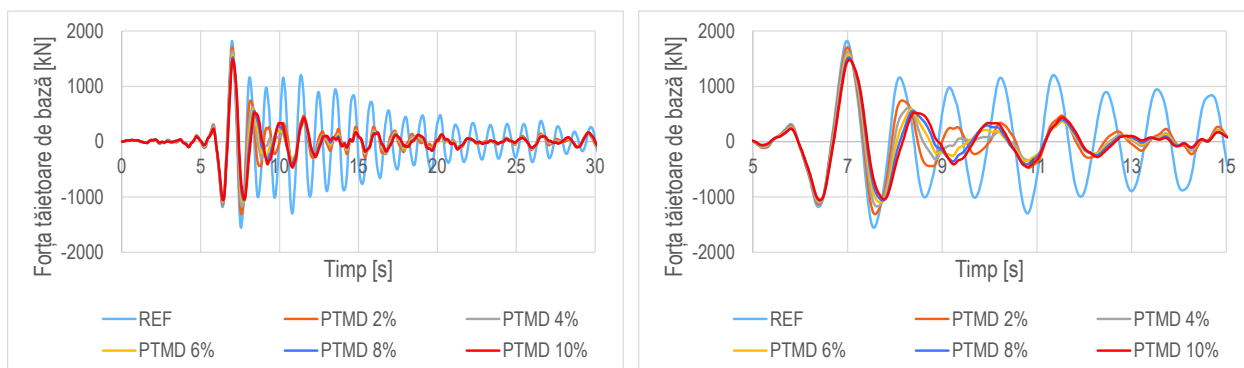 2000
1000
0
-1000
-2000
0 5 10 15 20 25 30
Forța tăietoare de bază [kN]
Timp [s]
REF PTMD 2% PTMD 4%
PTMD 6% PTMD 8% PTMD 10%
2000
1000
0
-1000
-2000
5 7 9 11 13 15
Forța tăietoare de bază [kN]
Timp [s]
REF PTMD 2% PTMD 4%
PTMD 6% PTMD 8% PTMD 10%